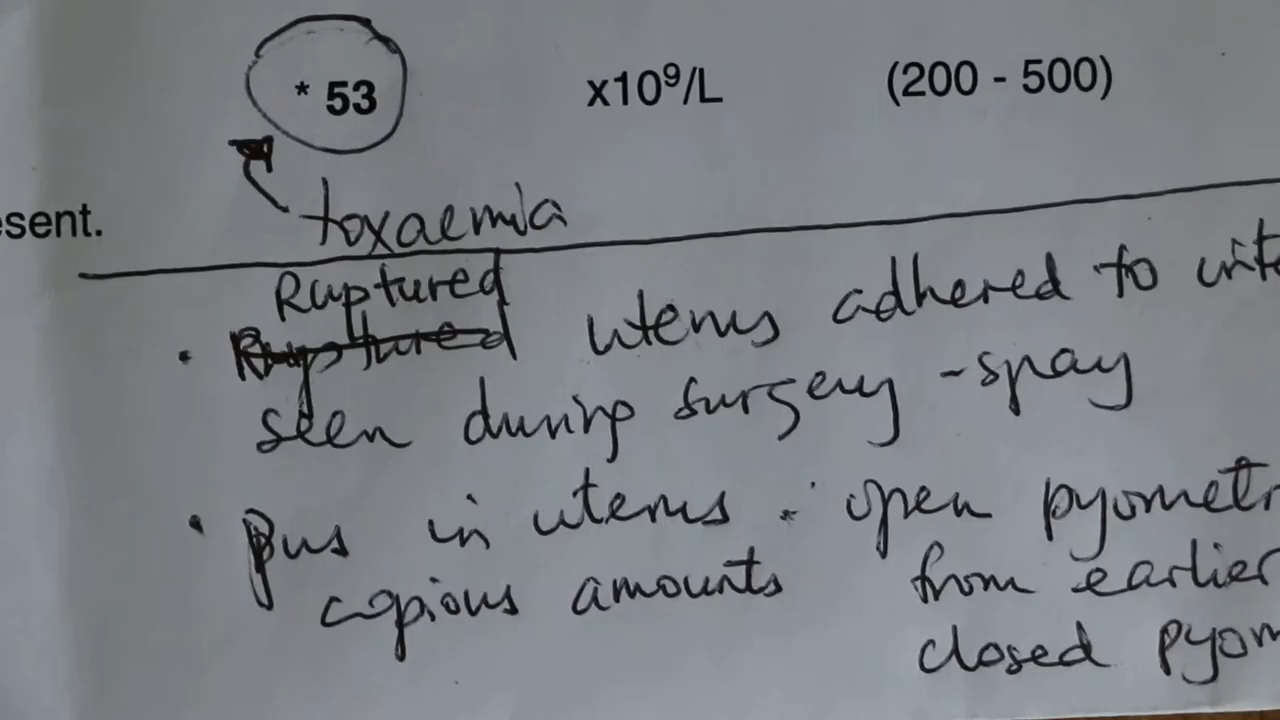 * 53 x10⁹/L (200 - 500)
esent.
toxaemia
Ruptured
• Ruptured uterus adhered to inte
seen during surgery - spay
• Pus in uterus : open pyometr
copious amounts from earlier
closed pyom